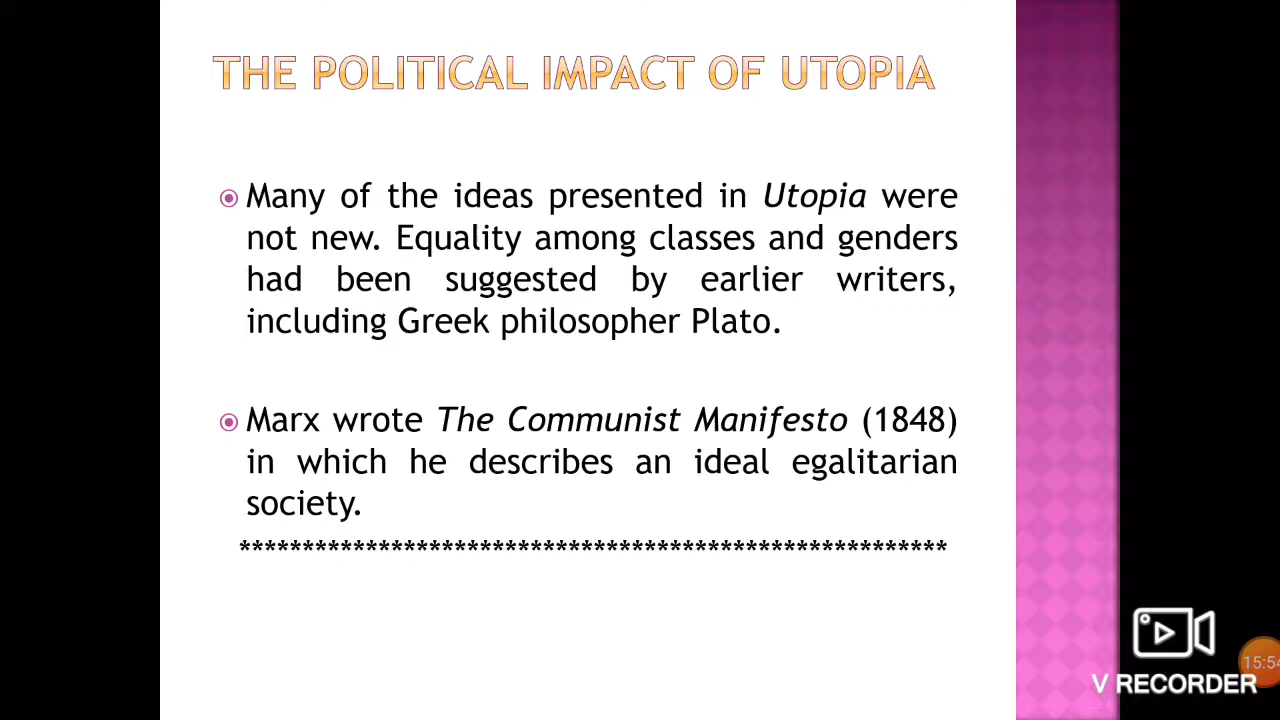 THE POLITICAL IMPACT OF UTOPIA
Many of the ideas presented in Utopia were
not new. Equality among classes and genders
had been suggested by earlier writers,
including Greek philosopher Plato.
Marx wrote The Communist Manifesto (1848)
in which he describes an ideal egalitarian
society.
********************************************************
15:54
V RECORDER